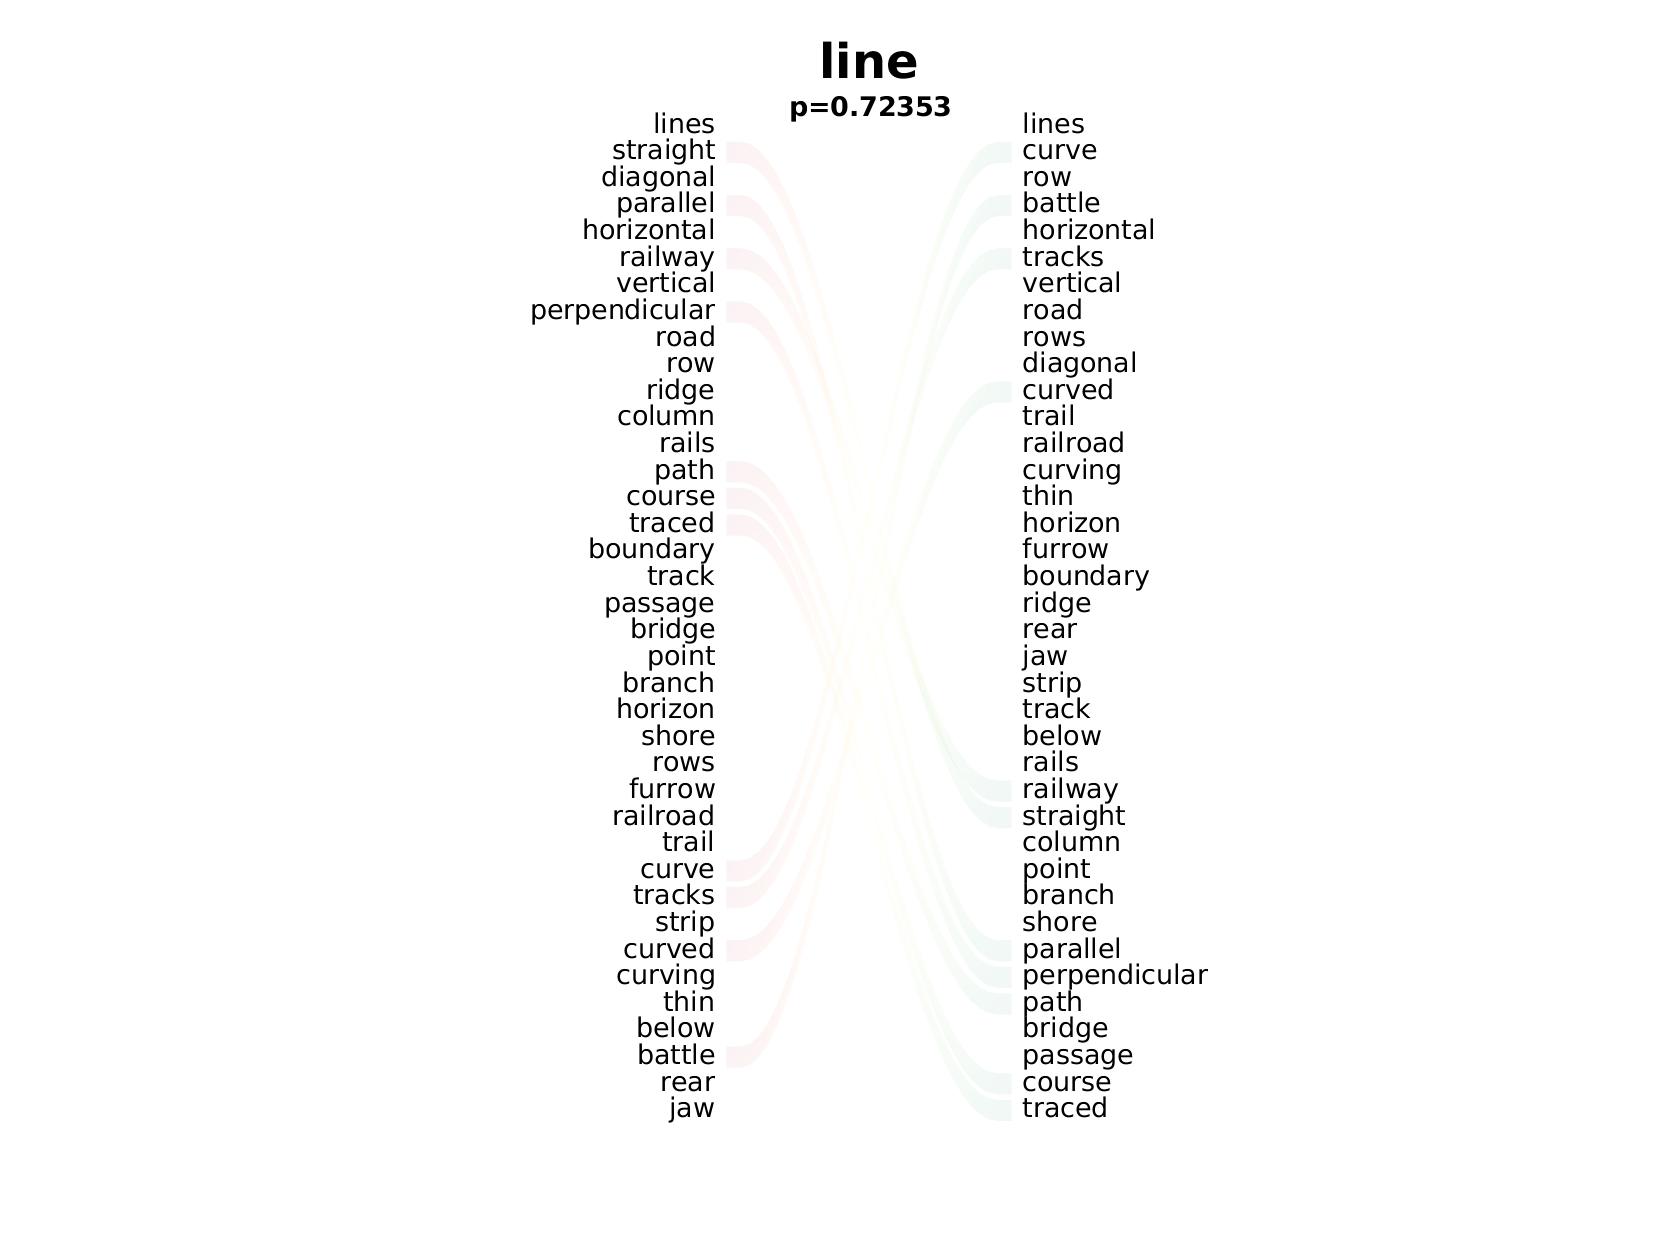 line
p=0.72353
lines lines
straight curve
diagonal row
parallel battle
horizontal horizontal
railway tracks
vertical vertical
perpendicular road
road rows
row diagonal
ridge curved
column trail
rails railroad
path curving
course thin
traced horizon
boundary furrow
track boundary
passage ridge
bridge rear
point jaw
branch strip
horizon track
shore below
rows rails
furrow railway
railroad straight
trail column
curve point
tracks branch
strip shore
curved parallel
curving perpendicular
thin path
below bridge
battle passage
rear course
jaw traced